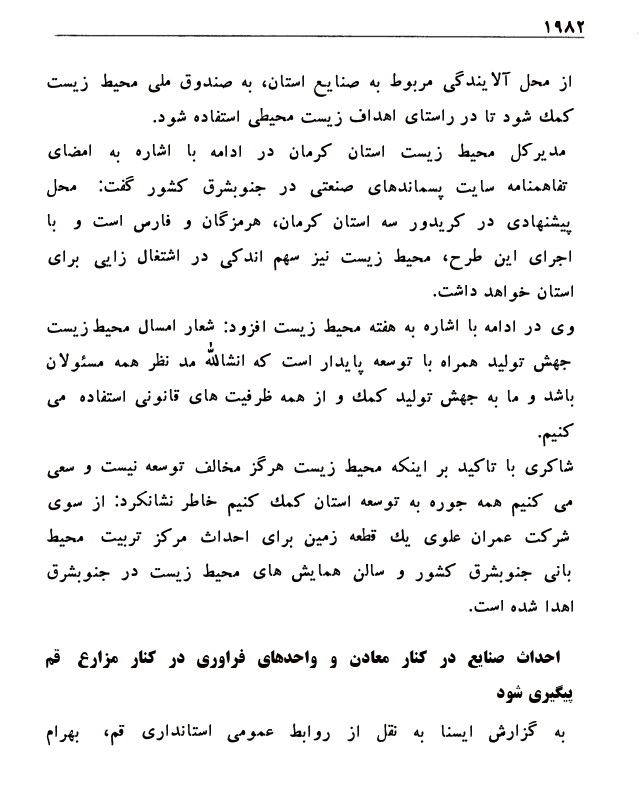 ۱۹۸۲
از محل آلایندگی مربوط به صنایع استان، به صندوق ملی محیط زیست
کمك شود تا در راستای اهداف زیست محیطی استفاده شود.
مدیرکل محیط زیست استان کرمان در ادامه با اشاره به امضای
تفاهمنامه سایت پسماندهای صنعتی در جنوبشرق کشور گفت: محل
پیشنهادی در کریدور سه استان کرمان، هرمزگان و فارس است و با
اجرای این طرح، محیط زیست نیز سهم اندکی در اشتغال زایی برای
استان خواهد داشت.
وی در ادامه با اشاره به هفته محیط زیست افزود: شعار امسال محیط زیست
جهش تولید همراه با توسعه پایدار است که انشالله مد نظر همه مسئولان
باشد و ما به جهش تولید کمك و از همه ظرفیت های قانونی استفاده می
کنیم.
شاکری با تاکید بر اینکه محیط زیست هرگز مخالف توسعه نیست و سعی
می کنیم همه جوره به توسعه استان کمك کنیم خاطر نشانکرد: از سوی
شرکت عمران علوی یك قطعه زمین برای احداث مرکز تربیت محیط
بانی جنوبشرق کشور و سالن همایش های محیط زیست در جنوبشرق
اهدا شده است.
احداث صنایع در کنار معادن و واحدهای فراوری در کنار مزارع قم
پیگیری شود
به گزارش ایسنا به نقل از روابط عمومی استانداری قم، بهرام